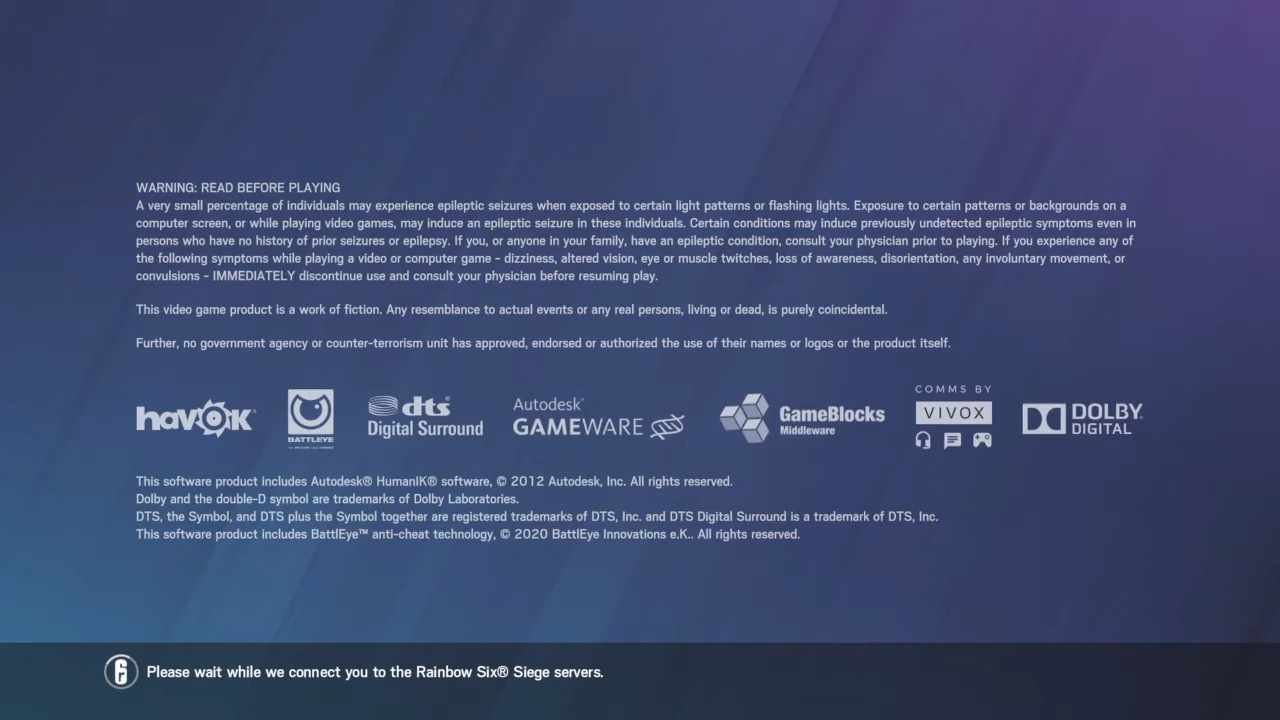 WARNING: READ BEFORE PLAYING
A very small percentage of individuals may experience epileptic seizures when exposed to certain light patterns or flashing lights. Exposure to certain patterns or backgrounds on a
computer screen, or while playing video games, may induce an epileptic seizure in these individuals. Certain conditions may induce previously undetected epileptic symptoms even in
persons who have no history of prior seizures or epilepsy. If you, or anyone in your family, have an epileptic condition, consult your physician prior to playing. If you experience any of
the following symptoms while playing a video or computer game - dizziness, altered vision, eye or muscle twitches, loss of awareness, disorientation, any involuntary movement, or
convulsions - IMMEDIATELY discontinue use and consult your physician before resuming play.
This video game product is a work of fiction. Any resemblance to actual events or any real persons, living or dead, is purely coincidental.
Further, no government agency or counter-terrorism unit has approved, endorsed or authorized the use of their names or logos or the product itself.
havok
BATTLEYE
dts
Digital Surround
Autodesk®
GAMEWARE
GameBlocks
Middleware
COMMS BY
VIVOX
DOLBY
DIGITAL
This software product includes Autodesk® HumanIK® software, © 2012 Autodesk, Inc. All rights reserved.
Dolby and the double-D symbol are trademarks of Dolby Laboratories.
DTS, the Symbol, and DTS plus the Symbol together are registered trademarks of DTS, Inc. and DTS Digital Surround is a trademark of DTS, Inc.
This software product includes BattlEye™ anti-cheat technology, © 2020 BattlEye Innovations e.K.. All rights reserved.
Please wait while we connect you to the Rainbow Six® Siege servers.